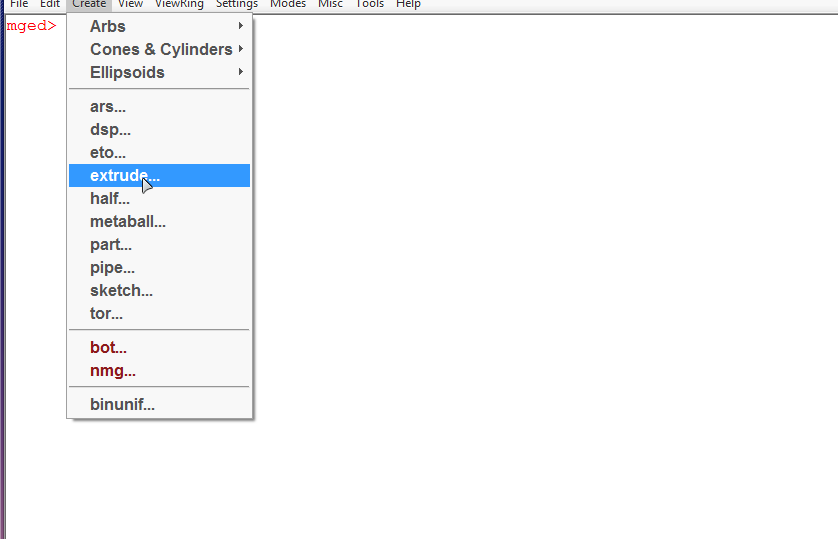 File Edit Create View ViewRing Settings Modes Misc Tools Help
mged>
Arbs
Cones & Cylinders
Ellipsoids
ars...
dsp...
eto...
extrude...
half...
metaball...
part...
pipe...
sketch...
tor...
bot...
nmg...
binunif...